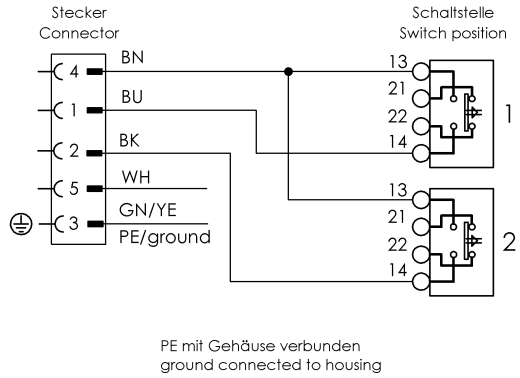 Stecker
Connector
Schaltstelle
Switch position
4 BN
1 BU
2 BK
5 WH
3 GN/YE
PE/ground
13
21
22
14
1
13
21
22
14
2
PE mit Gehäuse verbunden
ground connected to housing